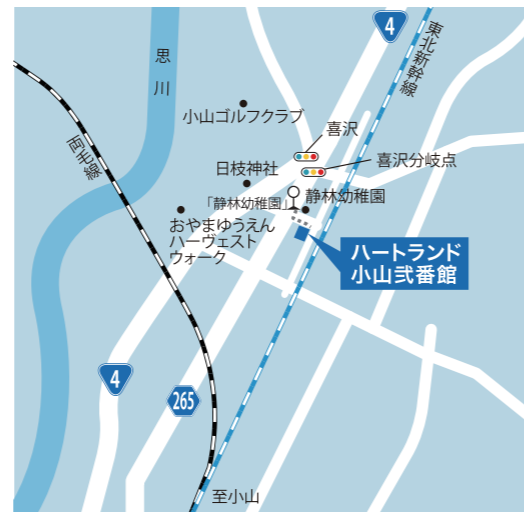 4
東北新幹線
思川
小山ゴルフクラブ
喜沢
両毛線
喜沢分岐点
日枝神社
「静林幼稚園」
静林幼稚園
おやまゆうえん
ハーヴェスト
ウォーク
ハートランド
小山弐番館
4
265
至小山